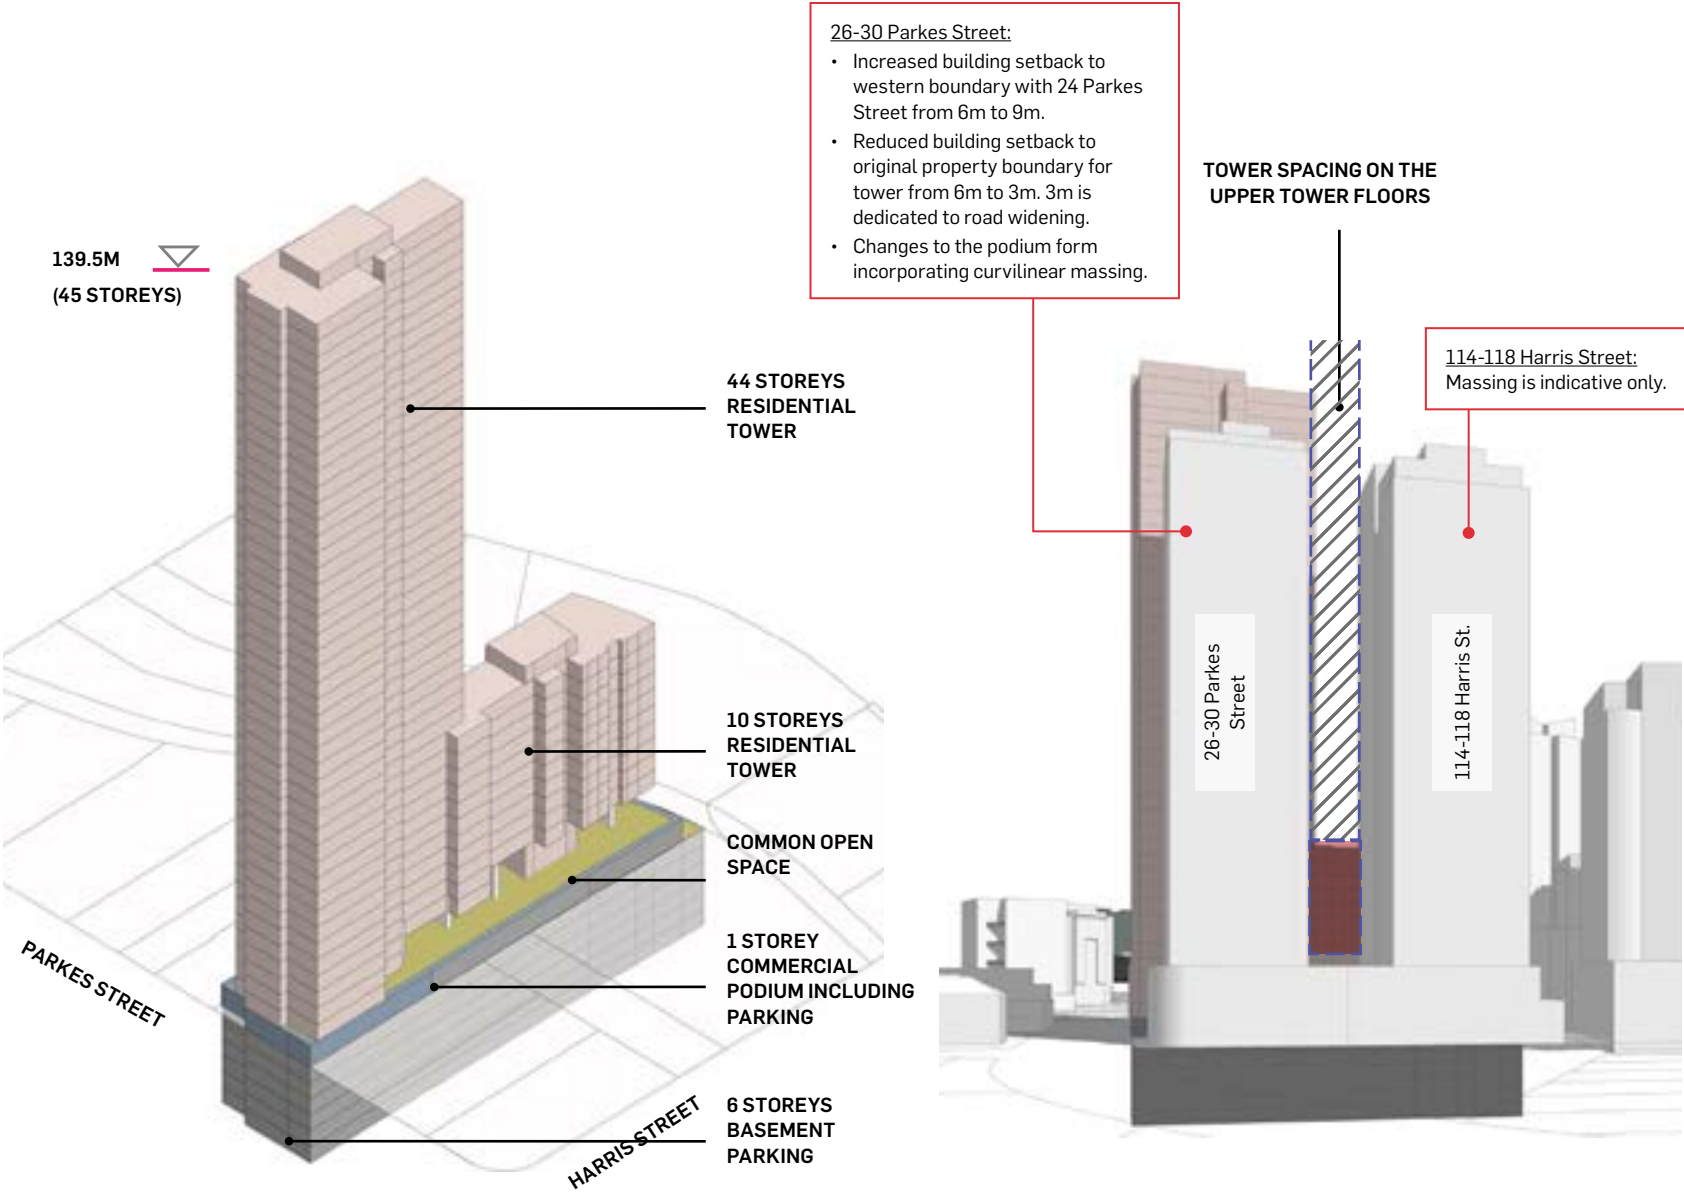 26-30 Parkes Street:
• Increased building setback to
western boundary with 24 Parkes
Street from 6m to 9m.
• Reduced building setback to
original property boundary for
tower from 6m to 3m. 3m is
dedicated to road widening.
• Changes to the podium form
incorporating curvilinear massing.
TOWER SPACING ON THE
UPPER TOWER FLOORS
139.5M
(45 STOREYS)
114-118 Harris Street:
Massing is indicative only.
44 STOREYS
RESIDENTIAL
TOWER
26-30 Parkes
Street
114-118 Harris St.
10 STOREYS
RESIDENTIAL
TOWER
COMMON OPEN
SPACE
1 STOREY
COMMERCIAL
PODIUM INCLUDING
PARKING
PARKES STREET
6 STOREYS
BASEMENT
PARKING
HARRIS STREET